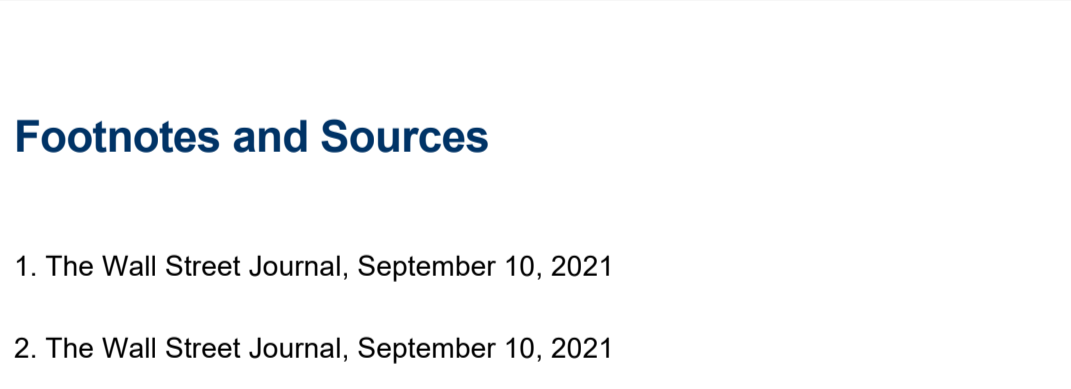 Footnotes and Sources
1. The Wall Street Journal, September 10, 2021
2. The Wall Street Journal, September 10, 2021